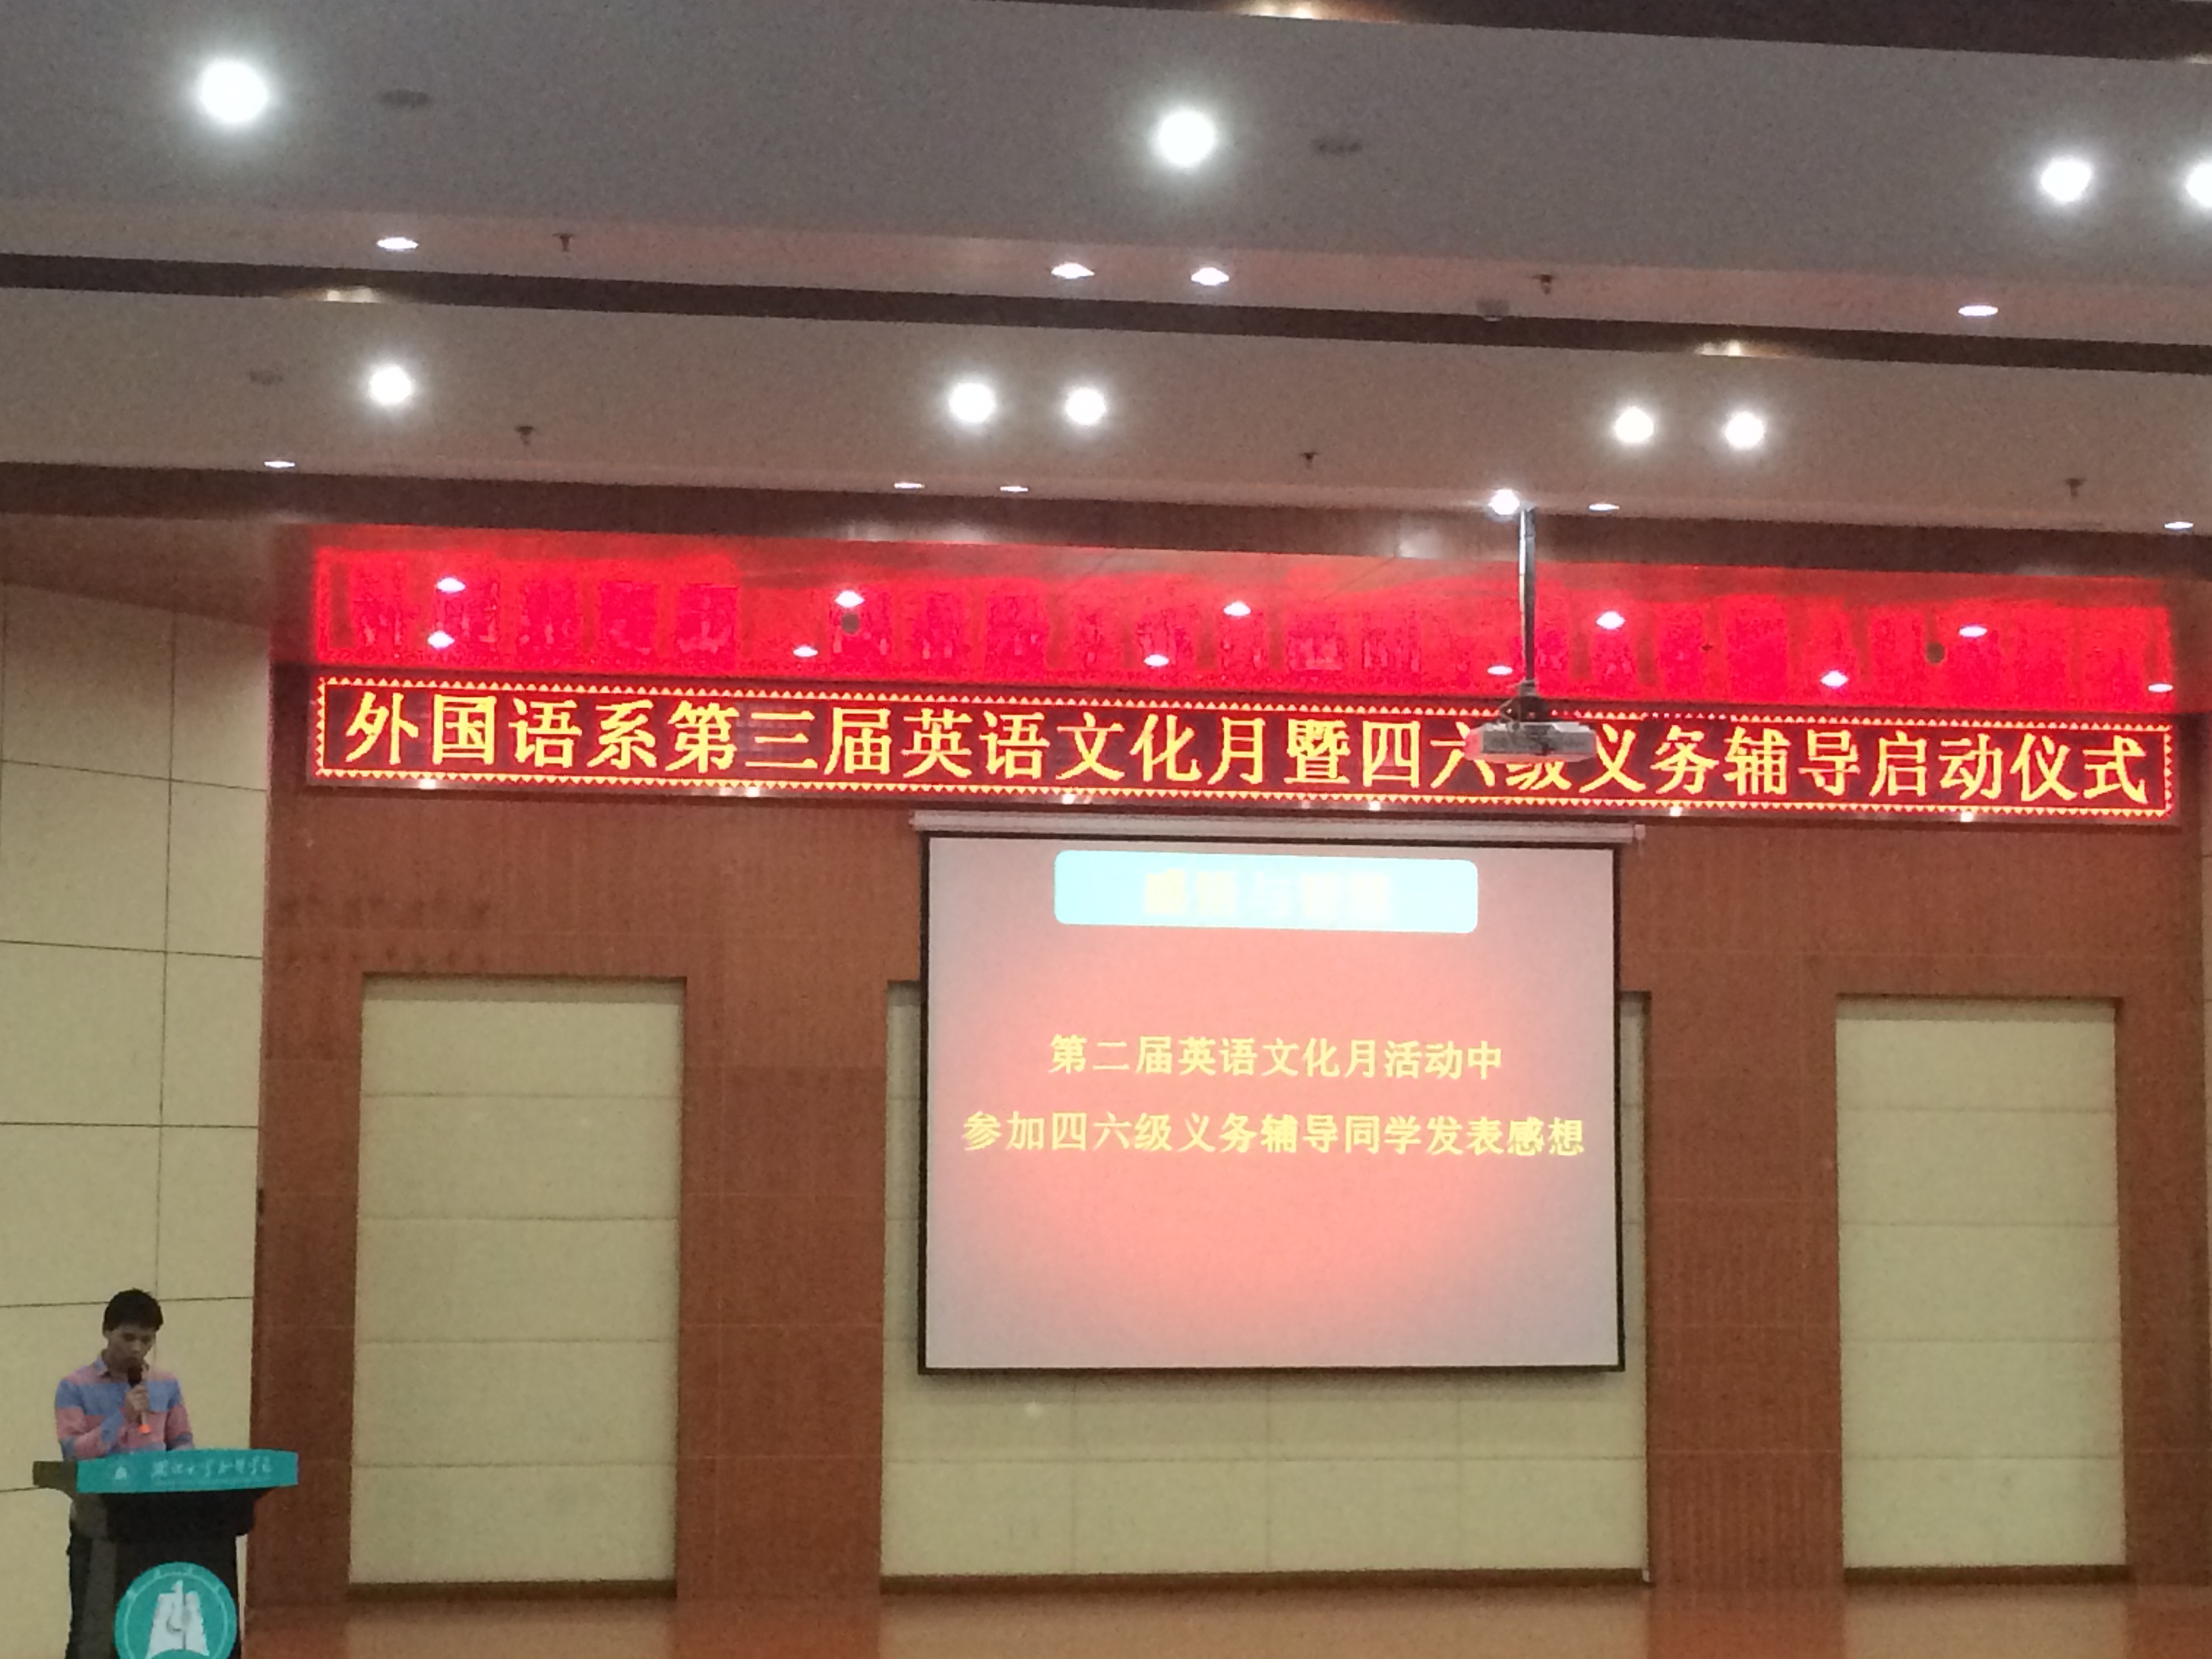 外国语系第三届英语文化月暨四六级义务辅导启动仪式
第二届英语文化月活动中
参加四六级义务辅导同学发表感想